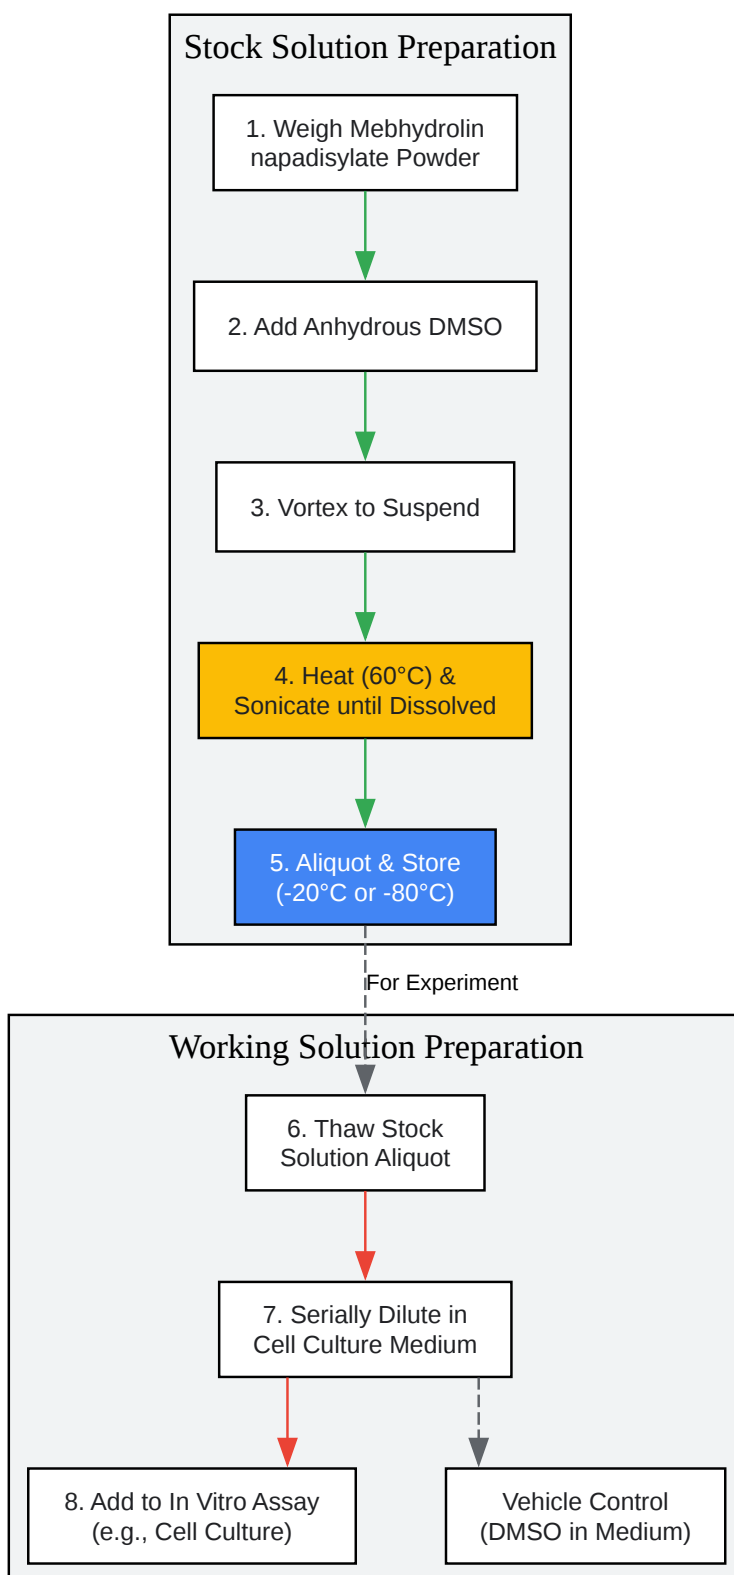 Stock Solution Preparation
1. Weigh Mebhydrolin
napadisylate Powder
2. Add Anhydrous DMSO
3. Vortex to Suspend
4. Heat (60°C) &
Sonicate until Dissolved
5. Aliquot & Store
(-20°C or -80°C)
For Experiment
Working Solution Preparation
6. Thaw Stock
Solution Aliquot
7. Serially Dilute in
Cell Culture Medium
8. Add to In Vitro Assay
(e.g., Cell Culture)
Vehicle Control
(DMSO in Medium)